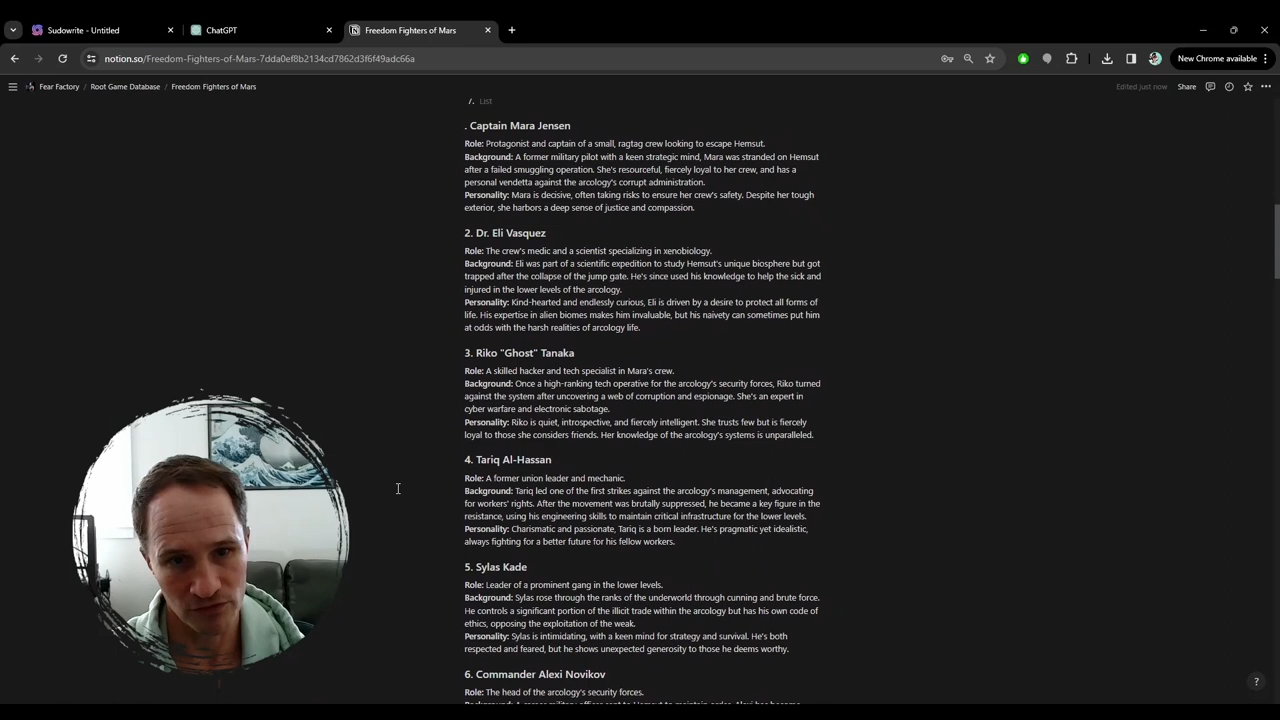 Sudowrite - Untitled
ChatGPT
Freedom Fighters of Mars
notion.so/Freedom-Fighters-of-Mars-7dda0ef8b2134cd7862d3f6f49adc66a
New Chrome available
Fear Factory / Root Game Database / Freedom Fighters of Mars
Edited just now
Share
/. LIST
. Captain Mara Jensen
Role: Protagonist and captain of a small, ragtag crew looking to escape Hemsut.
Background: A former military pilot with a keen strategic mind, Mara was stranded on Hemsut
after a failed smuggling operation. She's resourceful, fiercely loyal to her crew, and has a
personal vendetta against the arcology's corrupt administration.
Personality: Mara is decisive, often taking risks to ensure her crew's safety. Despite her tough
exterior, she harbors a deep sense of justice and compassion.
2. Dr. Eli Vasquez
Role: The crew's medic and a scientist specializing in xenobiology.
Background: Eli was part of a scientific expedition to study Hemsut's unique biosphere but got
trapped after the collapse of the jump gate. He's since used his knowledge to help the sick and
injured in the lower levels of the arcology.
Personality: Kind-hearted and endlessly curious, Eli is driven by a desire to protect all forms of
life. His expertise in alien biomes makes him invaluable, but his naivety can sometimes put him
at odds with the harsh realities of arcology life.
3. Riko "Ghost" Tanaka
Role: A skilled hacker and tech specialist in Mara's crew.
Background: Once a high-ranking tech operative for the arcology's security forces, Riko turned
against the system after uncovering a web of corruption and espionage. She's an expert in
cyber warfare and electronic sabotage.
Personality: Riko is quiet, introspective, and fiercely intelligent. She trusts few but is fiercely
loyal to those she considers friends. Her knowledge of the arcology's systems is unparalleled.
4. Tariq Al-Hassan
Role: A former union leader and mechanic.
Background: Tariq led one of the first strikes against the arcology's management, advocating
for workers' rights. After the movement was brutally suppressed, he became a key figure in the
resistance, using his engineering skills to maintain critical infrastructure for the lower levels.
Personality: Charismatic and passionate, Tariq is a born leader. He's pragmatic yet idealistic,
always fighting for a better future for his fellow workers.
5. Sylas Kade
Role: Leader of a prominent gang in the lower levels.
Background: Sylas rose through the ranks of the underworld through cunning and brute force.
He controls a significant portion of the illicit trade within the arcology but has his own code of
ethics, opposing the exploitation of the weak.
Personality: Sylas is intimidating, with a keen mind for strategy and survival. He's both
respected and feared, but he shows unexpected generosity to those he deems worthy.
6. Commander Alexi Novikov
Role: The head of the arcology's security forces.